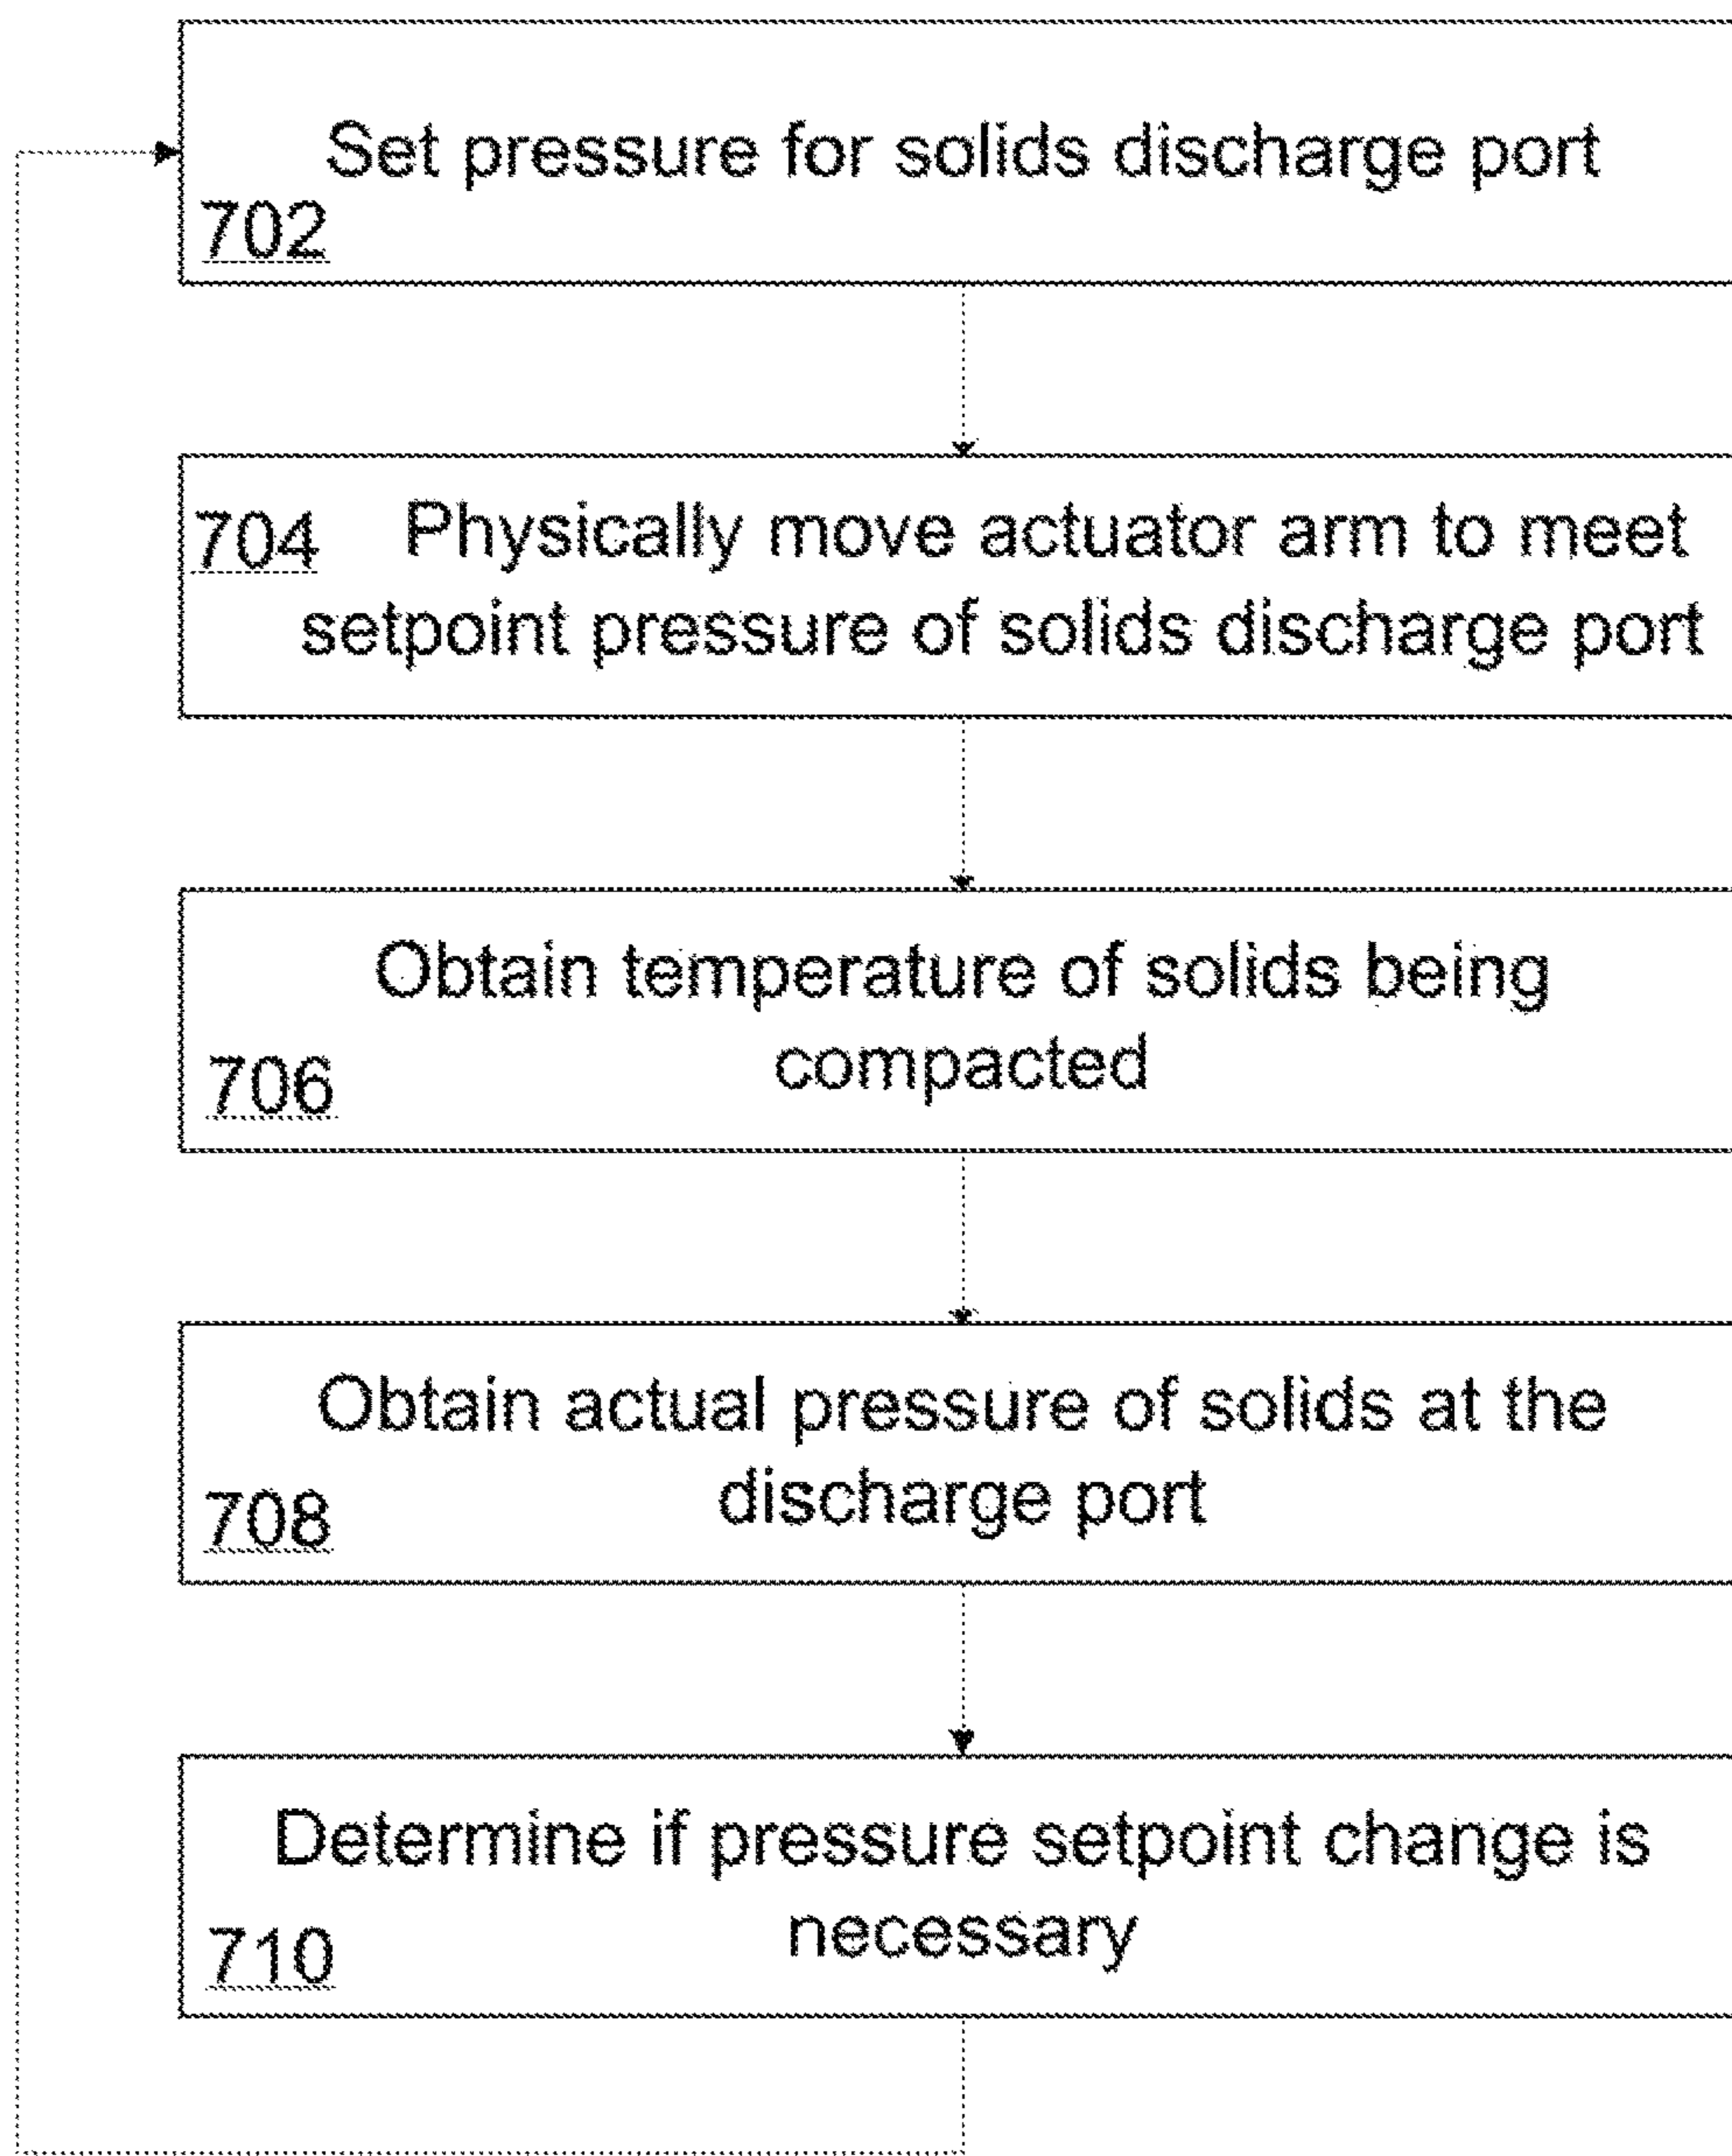 Set pressure for solids discharge port
702
704 Physically move actuator arm to meet
setpoint pressure of solids discharge port
Obtain temperature of solids being
compacted
706
Obtain actual pressure of solids at the
discharge port
708
Determine if pressure setpoint change is
necessary
710